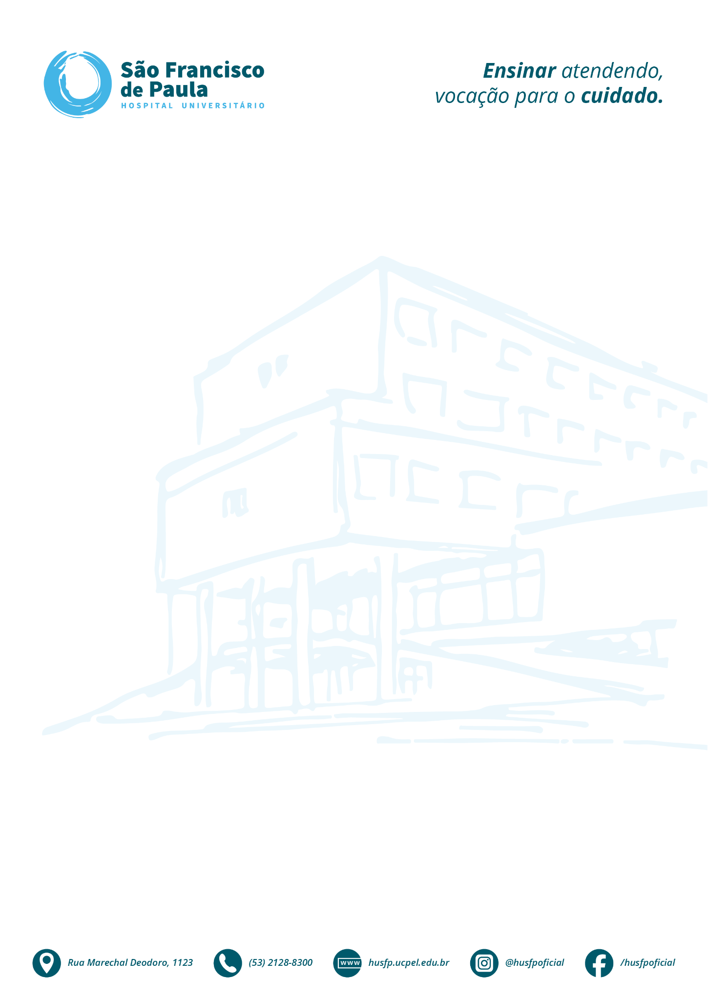 São Francisco
de Paula
HOSPITAL UNIVERSITÁRIO
Ensinar atendendo,
vocação para o cuidado.
Rua Marechal Deodoro, 1123
(53) 2128-8300
www
husfp.ucpel.edu.br
@husfpoficial
/husfpoficial